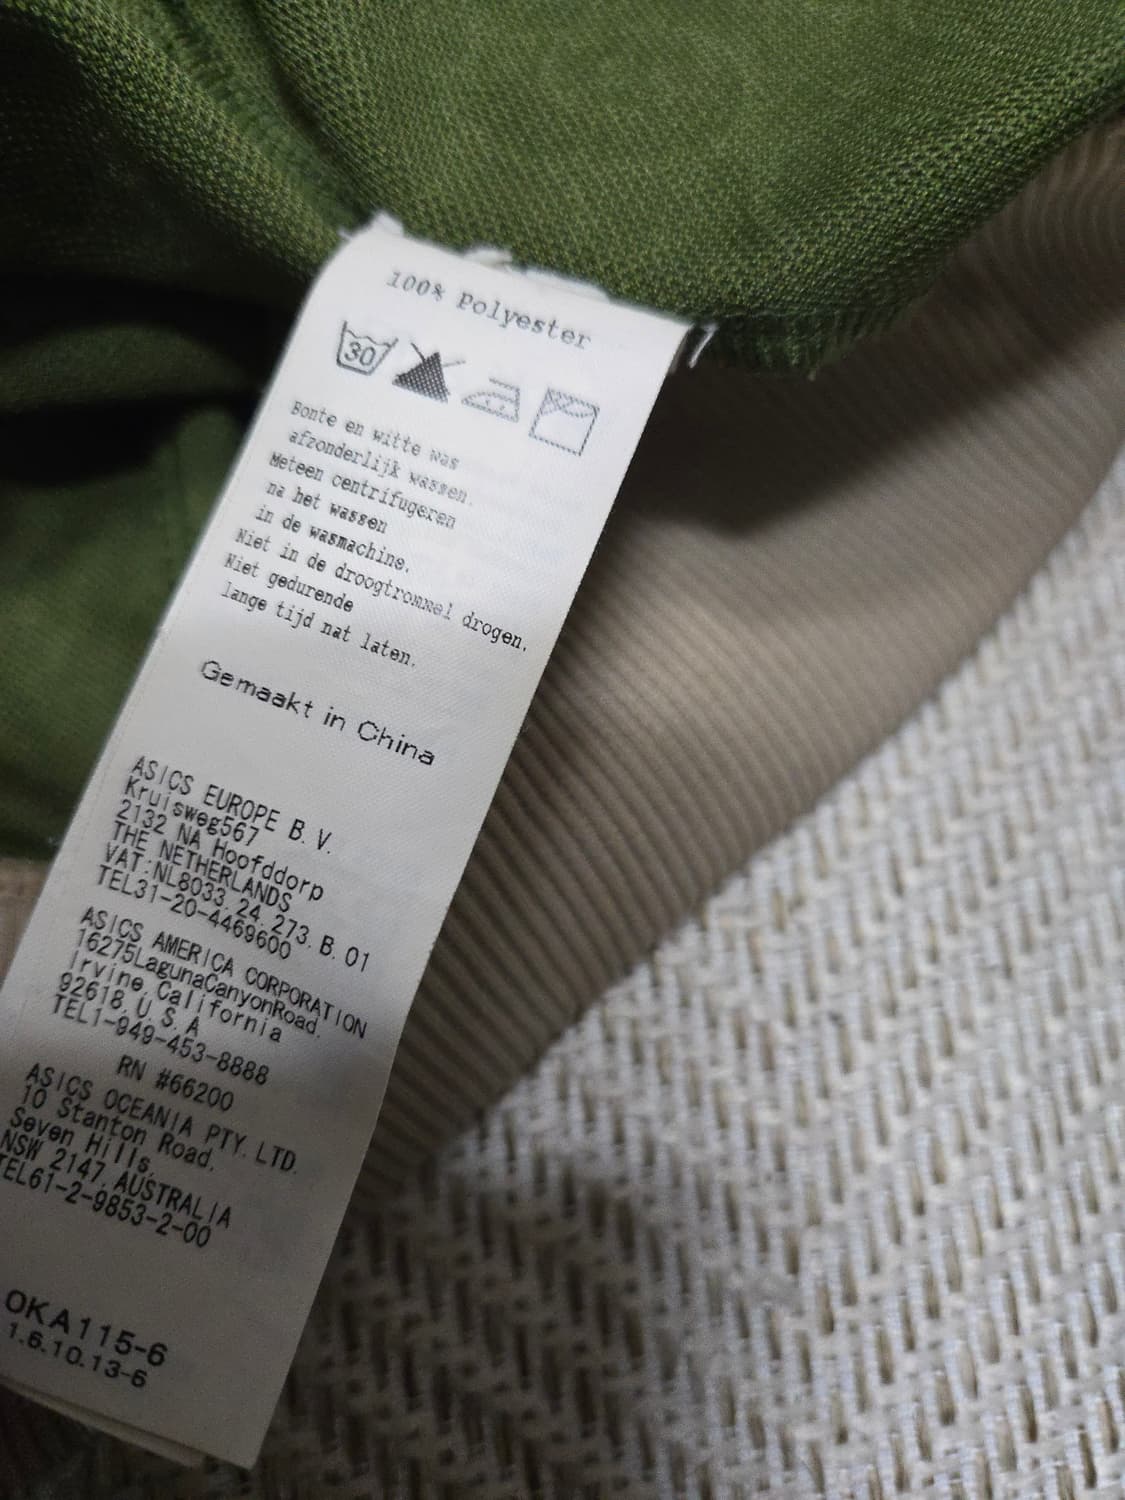 100% Polyester
30
Bonte en witte was
afzonderlijk wassen.
Meteen centrifugeren
na het wassen
in de wasmachine.
Niet in de droogtrommel drogen.
Niet gedurende
lange tijd nat laten.
Gemaakt in China
ASICS EUROPE B. V.
Kruisweg567
2132 NA Hoofddorp
THE NETHERLANDS
VAT:NL8033. 24. 273. B. 01
TEL31-20-4469600
ASICS AMERICA CORPORATION
16275LagunaCanyonRoad.
Irvine, California
92618, U. S. A
TEL1-949-453-8888
RN #66200
ASICS OCEANIA PTY. LTD.
10 Stanton Road.
Seven Hills,
NSW 2147, AUSTRALIA
TEL61-2-9853-2-00
OKA115-6
1.6.10.13-6